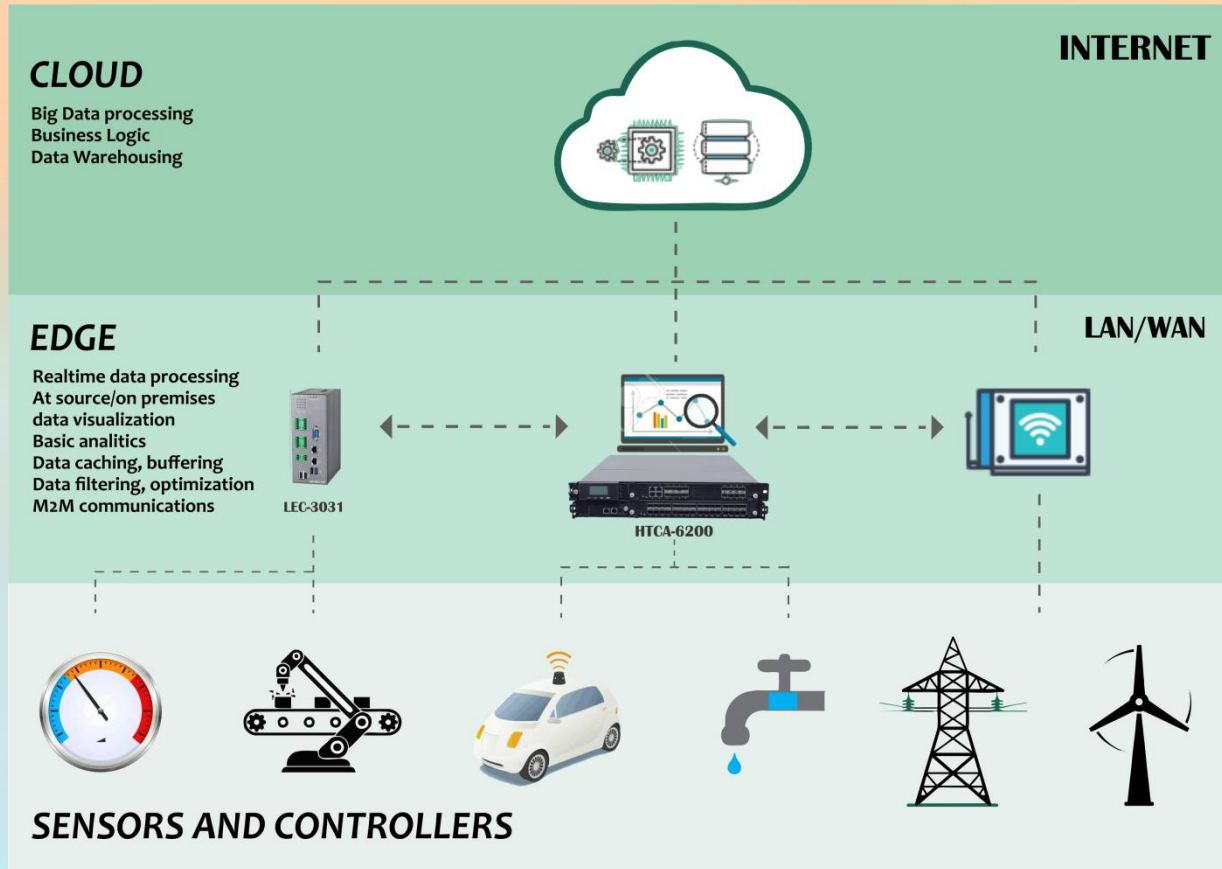 CLOUD
Big Data processing
Business Logic
Data Warehousing
INTERNET
EDGE
Realtime data processing
At source/on premises
data visualization
Basic analitics
Data caching, buffering
Data filtering, optimization
M2M communications
LAN/WAN
LEC-3031
HTCA-6200
SENSORS AND CONTROLLERS